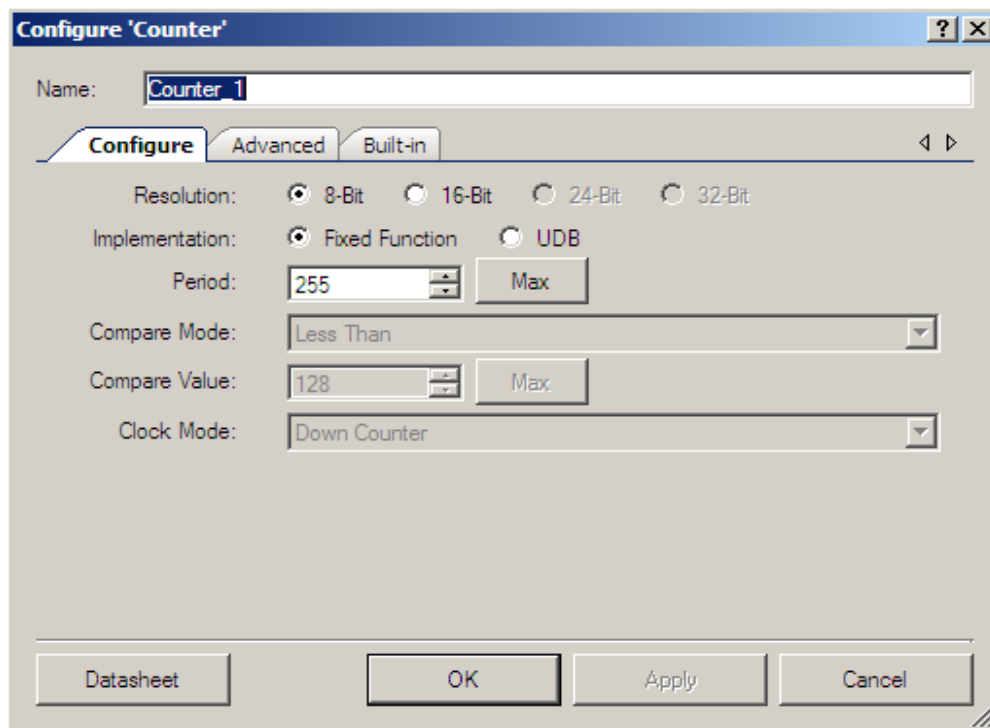 Configure 'Counter'
Name: Counter_1
Configure Advanced Built-in
Resolution: 8-Bit 16-Bit 24-Bit 32-Bit
Implementation: Fixed Function UDB
Period: 255 Max
Compare Mode: Less Than
Compare Value: 128 Max
Clock Mode: Down Counter
Datasheet OK Apply Cancel